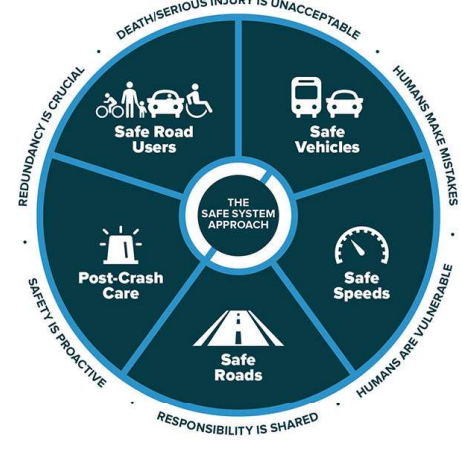 DEATH/SERIOUS INJURY IS UNACCEPTABLE
HUMANS MAKE MISTAKES
HUMANS ARE VULNERABLE
RESPONSIBILITY IS SHARED
SAFETY IS PROACTIVE
REDUNDANCY IS CRUCIAL
Safe Road
Users
Safe
Vehicles
THE
SAFE SYSTEM
APPROACH
Post-Crash
Care
Safe
Speeds
Safe
Roads